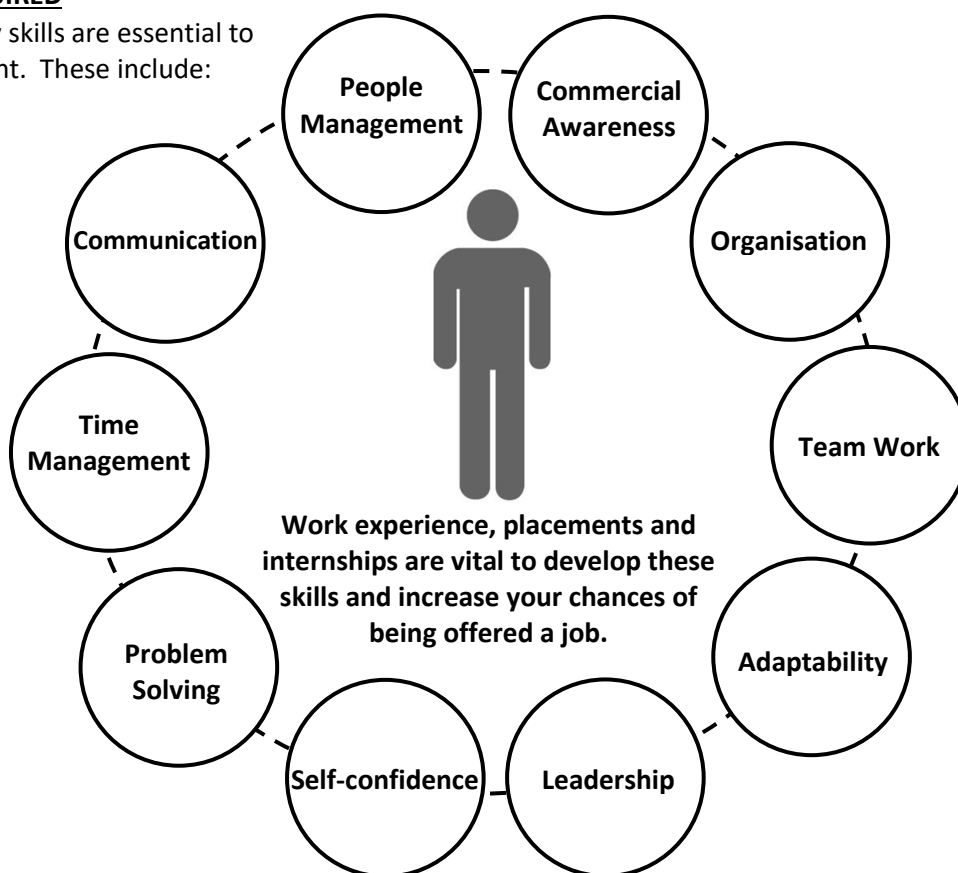 skills are essential to
These include:
People
Management
Commercial
Awareness
Communication
Organisation
Time
Management
Team Work
Work experience, placements and
internships are vital to develop these
skills and increase your chances of
being offered a job.
Problem
Solving
Adaptability
Self-confidence
Leadership